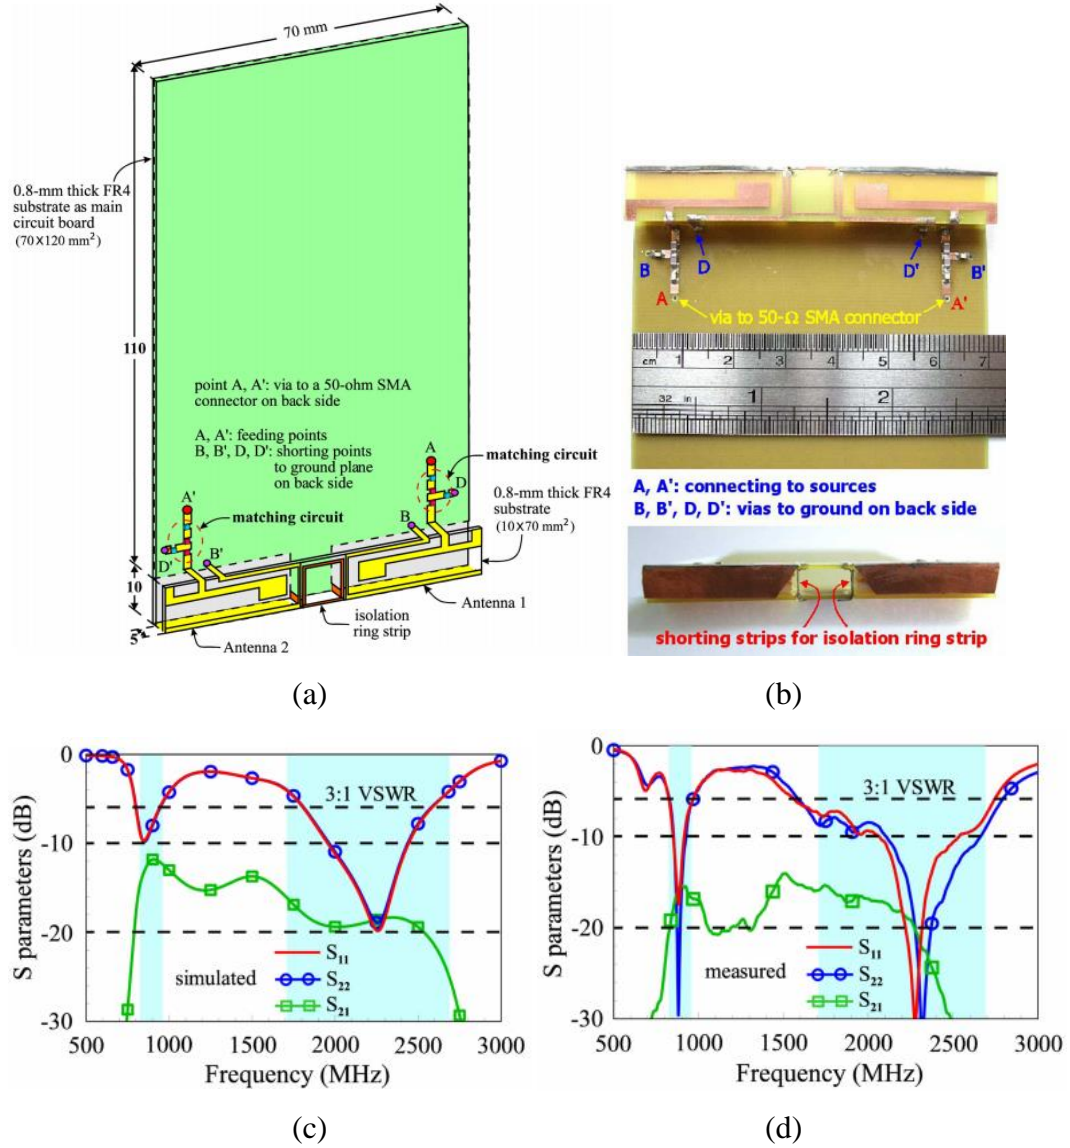 70 mm
0.8-mm thick FR4
substrate as main
circuit board
(70×120 mm²)
110
point A, A': via to a 50-ohm SMA
connector on back side
A, A': feeding points
B, B', D, D': shorting points
to ground plane
on back side
A
matching circuit
D
0.8-mm thick FR4
substrate
(10×70 mm²)
A'
matching circuit
B
D'
B'
10
5
isolation
ring strip
Antenna 1
Antenna 2
(a)
B
D
D'
B'
A
A'
via to 50-Ω SMA connector
cm 1 2 3 4 5 6 7
32 in 1 2
A, A': connecting to sources
B, B', D, D': vias to ground on back side
shorting strips for isolation ring strip
(b)
S parameters (dB)
0
-10
-20
-30
3:1 VSWR
simulated
S₁₁
S₂₂
S₂₁
500 1000 1500 2000 2500 3000
Frequency (MHz)
(c)
S parameters (dB)
0
-10
-20
-30
3:1 VSWR
measured
S₁₁
S₂₂
S₂₁
500 1000 1500 2000 2500 3000
Frequency (MHz)
(d)